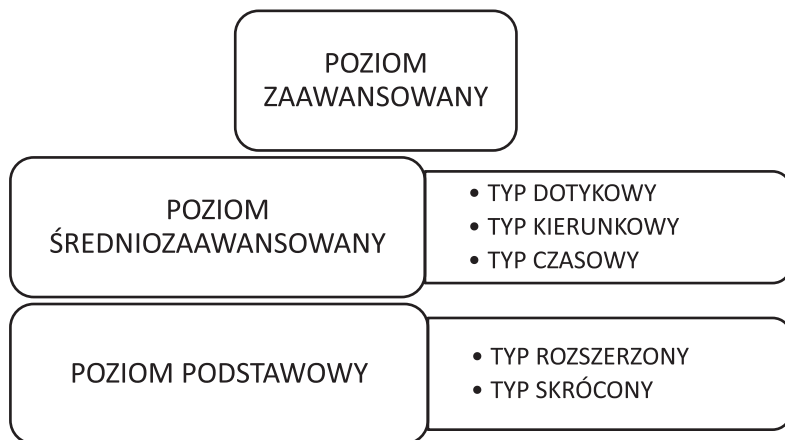 POZIOM
ZAAWANSOWANY
POZIOM
ŚREDNIOZAAWANSOWANY
• TYP DOTYKOWY
• TYP KIERUNKOWY
• TYP CZASOWY
POZIOM PODSTAWOWY
• TYP ROZSZERZONY
• TYP SKRÓCONY